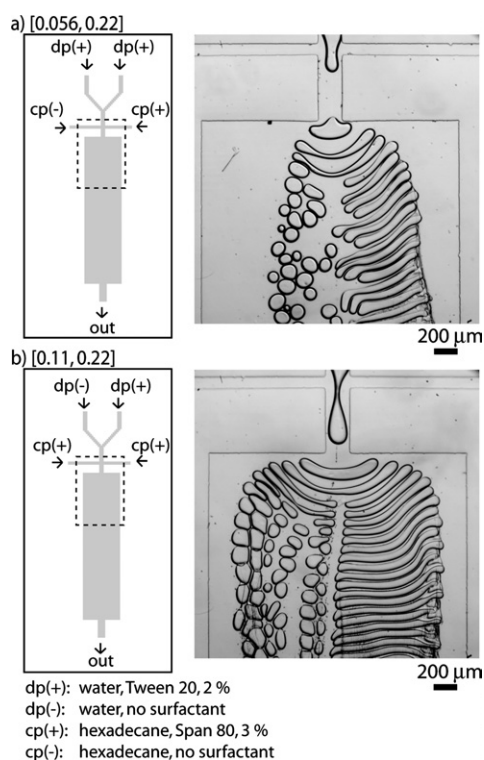 a) [0.056, 0.22]
dp(+) dp(+)
cp(-) cp(+)
out
200 µm
b) [0.11, 0.22]
dp(-) dp(+)
cp(+) cp(+)
out
200 µm
dp(+): water, Tween 20, 2 %
dp(-): water, no surfactant
cp(+): hexadecane, Span 80, 3 %
cp(-): hexadecane, no surfactant